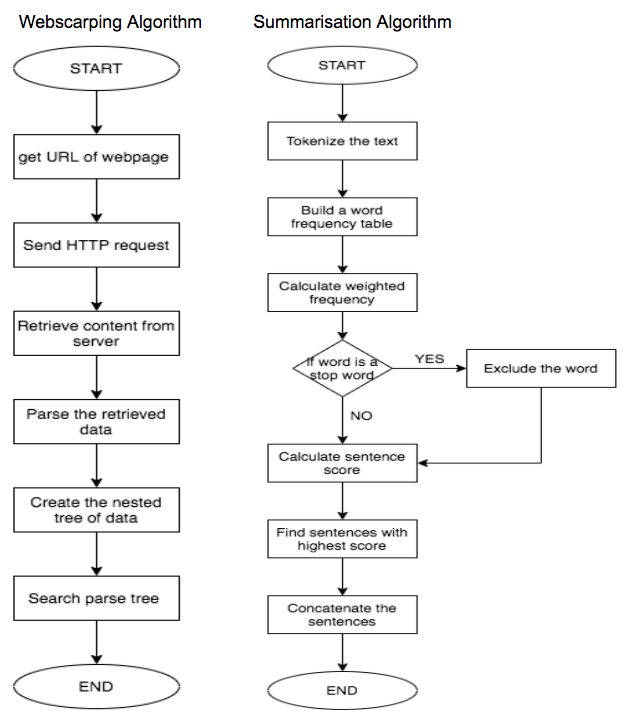 Webscarping Algorithm
START
get URL of webpage
Send HTTP request
Retrieve content from
server
Parse the retrieved
data
Create the nested
tree of data
Search parse tree
END
Summarisation Algorithm
START
Tokenize the text
Build a word
frequency table
Calculate weighted
frequency
If word is a
stop word
YES
Exclude the word
NO
Calculate sentence
score
Find sentences with
highest score
Concatenate the
sentences
END